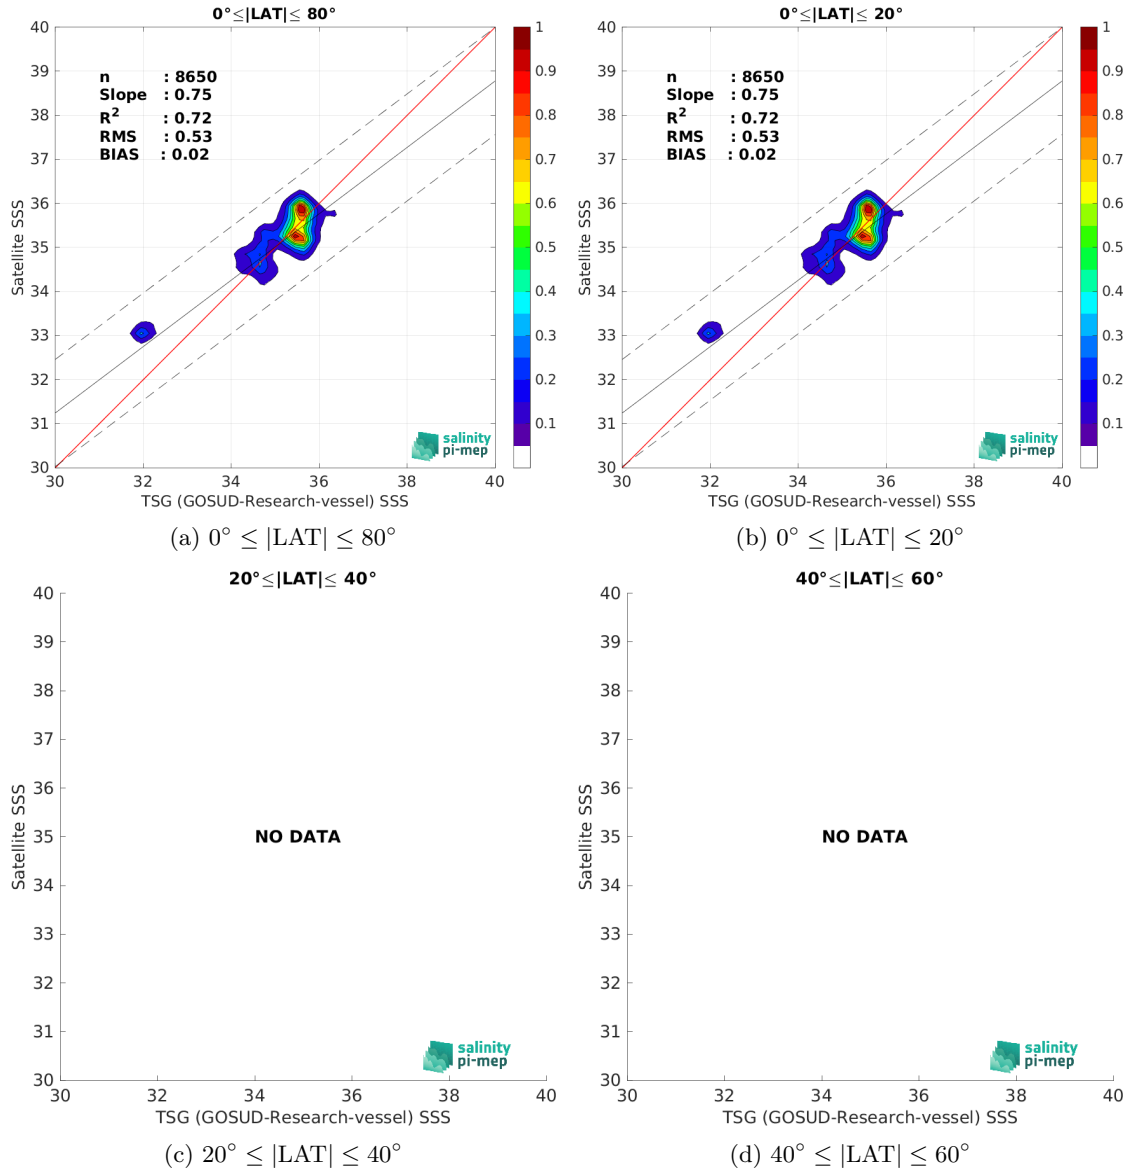 0°≤|LAT|≤ 80°
40
39
38
37
36
35
34
33
32
31
30
n : 8650
Slope : 0.75
R² : 0.72
RMS : 0.53
BIAS : 0.02
Satellite SSS
salinity
pi-mep
30 32 34 36 38 40
TSG (GOSUD-Research-vessel) SSS
1
0.9
0.8
0.7
0.6
0.5
0.4
0.3
0.2
0.1
(a) 0° ≤ |LAT| ≤ 80°
0°≤|LAT|≤ 20°
40
39
38
37
36
35
34
33
32
31
30
n : 8650
Slope : 0.75
R² : 0.72
RMS : 0.53
BIAS : 0.02
Satellite SSS
salinity
pi-mep
30 32 34 36 38 40
TSG (GOSUD-Research-vessel) SSS
1
0.9
0.8
0.7
0.6
0.5
0.4
0.3
0.2
0.1
(b) 0° ≤ |LAT| ≤ 20°
20°≤|LAT|≤ 40°
40
39
38
37
36
35
34
33
32
31
30
Satellite SSS
NO DATA
salinity
pi-mep
30 32 34 36 38 40
TSG (GOSUD-Research-vessel) SSS
(c) 20° ≤ |LAT| ≤ 40°
40°≤|LAT|≤ 60°
40
39
38
37
36
35
34
33
32
31
30
Satellite SSS
NO DATA
salinity
pi-mep
30 32 34 36 38 40
TSG (GOSUD-Research-vessel) SSS
(d) 40° ≤ |LAT| ≤ 60°